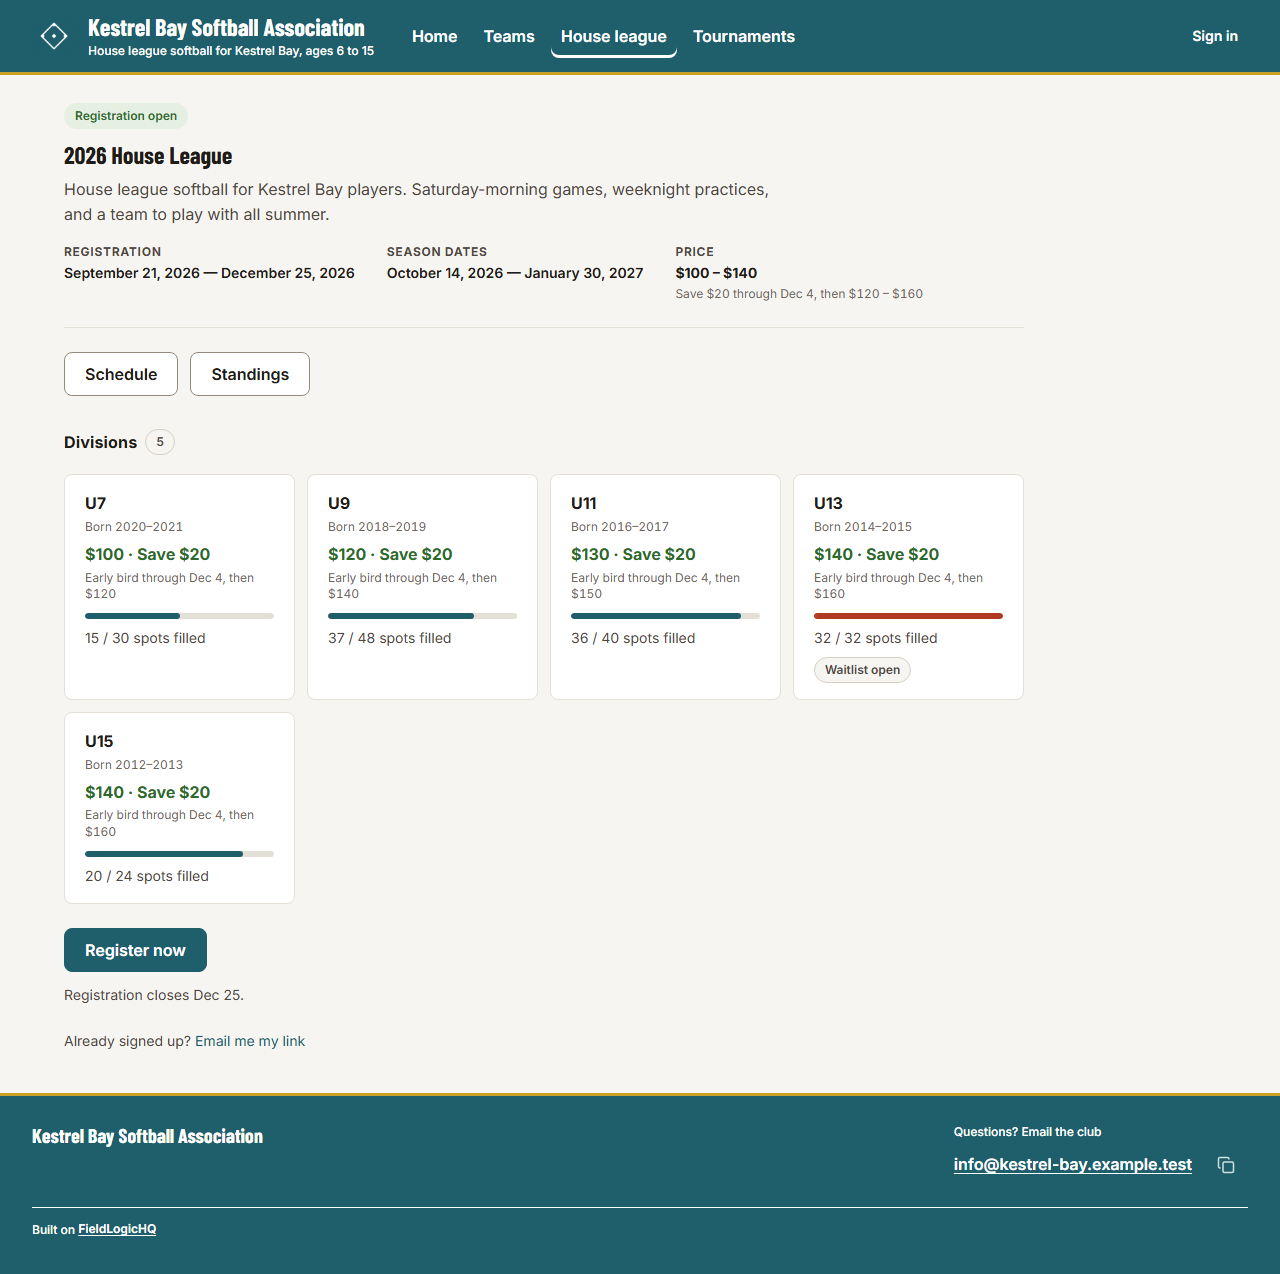 Kestrel Bay Softball Association
House league softball for Kestrel Bay, ages 6 to 15
Home
Teams
House league
Tournaments
Sign in
Registration open
2026 House League
House league softball for Kestrel Bay players. Saturday-morning games, weeknight practices,
and a team to play with all summer.
REGISTRATION
September 21, 2026 — December 25, 2026
SEASON DATES
October 14, 2026 — January 30, 2027
PRICE
$100 – $140
Save $20 through Dec 4, then $120 – $160
Schedule
Standings
Divisions 5
U7
Born 2020–2021
$100 · Save $20
Early bird through Dec 4, then
$120
15 / 30 spots filled
U9
Born 2018–2019
$120 · Save $20
Early bird through Dec 4, then
$140
37 / 48 spots filled
U11
Born 2016–2017
$130 · Save $20
Early bird through Dec 4, then
$150
36 / 40 spots filled
U13
Born 2014–2015
$140 · Save $20
Early bird through Dec 4, then
$160
32 / 32 spots filled
Waitlist open
U15
Born 2012–2013
$140 · Save $20
Early bird through Dec 4, then
$160
20 / 24 spots filled
Register now
Registration closes Dec 25.
Already signed up? Email me my link
Kestrel Bay Softball Association
Questions? Email the club
info@kestrel-bay.example.test
Built on FieldLogicHQ